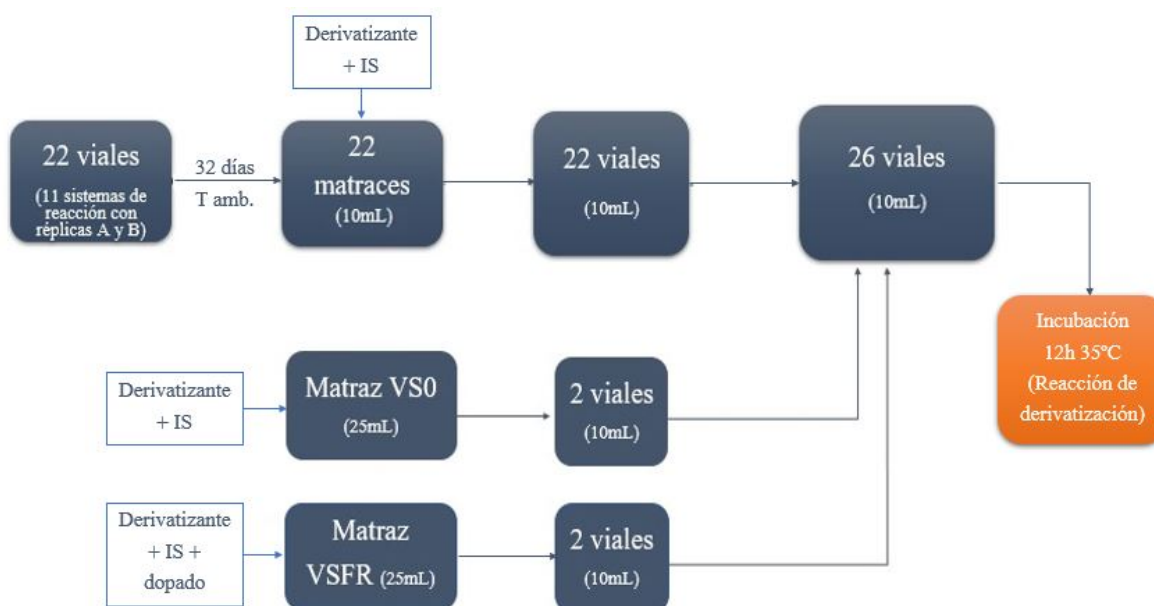 Derivatizante
+ IS
22 viales
(11 sistemas de
reacción con
réplicas A y B)
32 días
T amb.
22
matraces
(10mL)
22 viales
(10mL)
26 viales
(10mL)
Incubación
12h 35ºC
(Reacción de
derivatización)
Derivatizante
+ IS
Matraz VS0
(25mL)
2 viales
(10mL)
Derivatizante
+ IS +
dopado
Matraz
VSFR (25mL)
2 viales
(10mL)